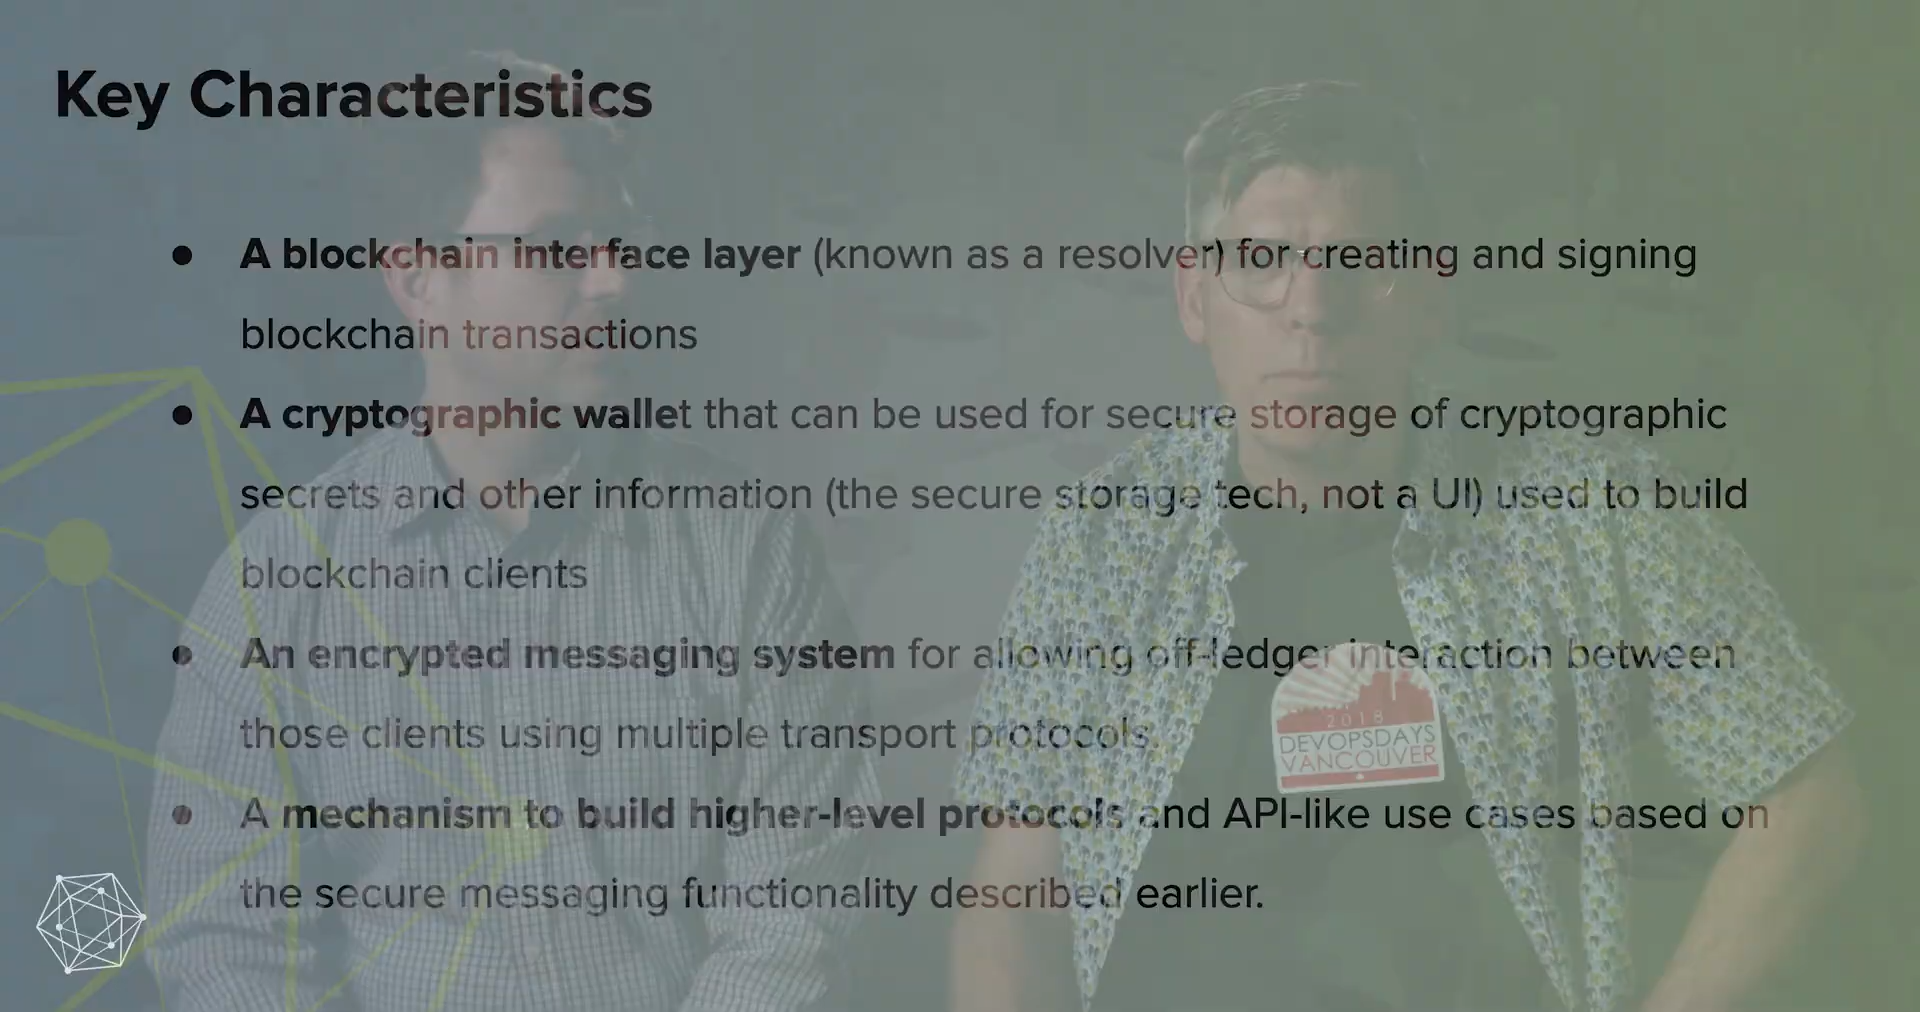 Key Characteristics
● A blockchain interface layer (known as a resolver) for creating and signing
blockchain transactions
● A cryptographic wallet that can be used for secure storage of cryptographic
secrets and other information (the secure storage tech, not a UI) used to build
blockchain clients
● An encrypted messaging system for allowing off-ledger interaction between
those clients using multiple transport protocols.
● A mechanism to build higher-level protocols and API-like use cases based on
the secure messaging functionality described earlier.
2018
DEVOPSDAYS
VANCOUVER